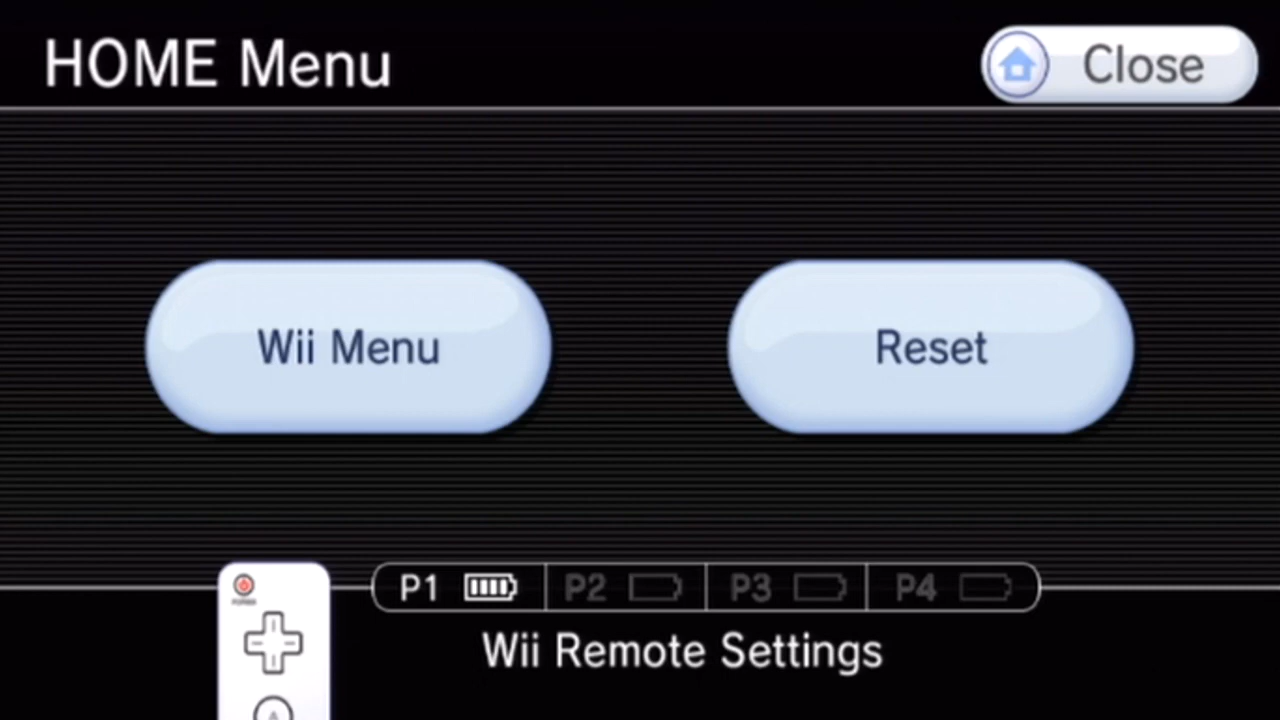 HOME Menu
Close
Wii Menu
Reset
P1 P2 P3 P4
Wii Remote Settings
A